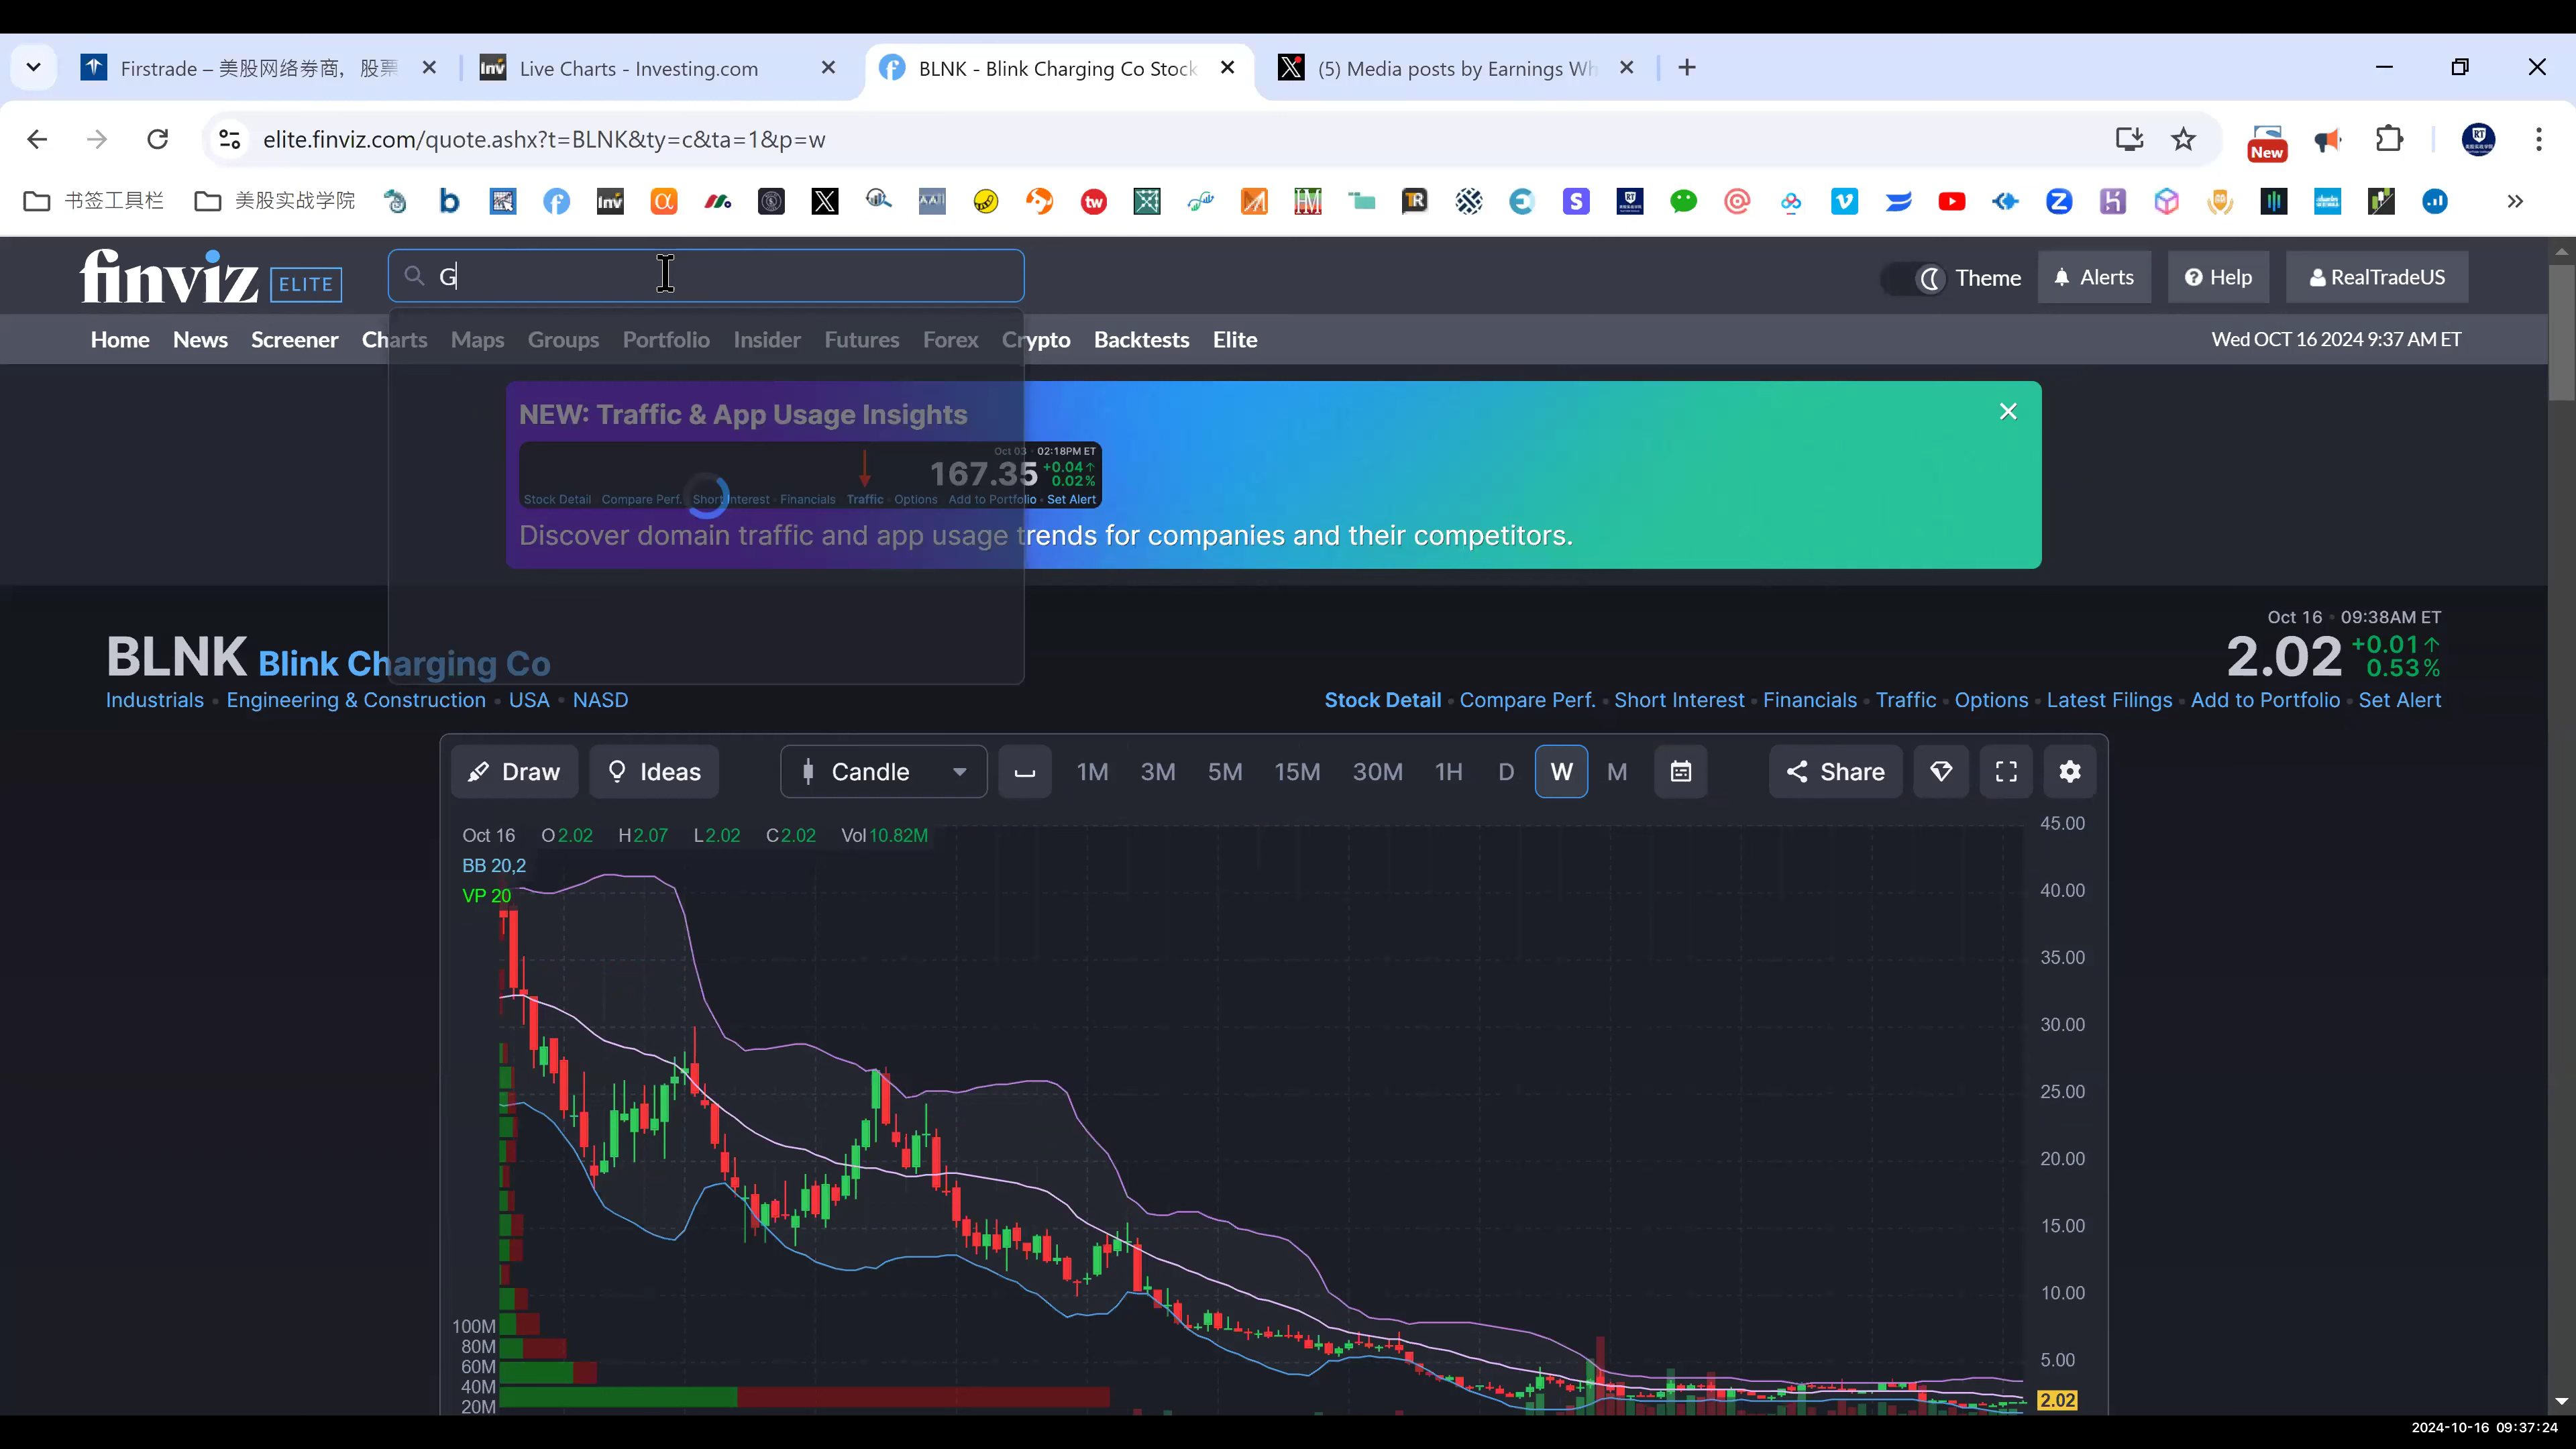 Firstrade – 美股网络券商，股票
Live Charts - Investing.com
BLNK - Blink Charging Co Stock
(5) Media posts by Earnings Wh
elite.finviz.com/quote.ashx?t=BLNK&ty=c&ta=1&p=w
New
书签工具栏
美股实战学院
finviz ELITE
G
Theme
Alerts
Help
RealTradeUS
Home News Screener Charts Maps Groups Portfolio Insider Futures Forex Crypto Backtests Elite
Wed OCT 16 2024 9:37 AM ET
NEW: Traffic & App Usage Insights
Oct 03 · 02:18PM ET
167.35 +0.04
0.02%
Stock Detail · Compare Perf. · Short Interest · Financials Traffic · Options · Add to Portfolio · Set Alert
Discover domain traffic and app usage trends for companies and their competitors.
Oct 16 · 09:38AM ET
BLNK Blink Charging Co
2.02 +0.01
0.53%
Industrials · Engineering & Construction · USA · NASD
Stock Detail · Compare Perf. · Short Interest · Financials · Traffic · Options · Latest Filings · Add to Portfolio · Set Alert
Draw Ideas Candle 1M 3M 5M 15M 30M 1H D W M Share
Oct 16 O2.02 H2.07 L2.02 C2.02 Vol10.82M
BB 20,2
VP 20
45.00
40.00
35.00
30.00
25.00
20.00
15.00
10.00
5.00
2.02
100M
80M
60M
40M
20M
2024-10-16 09:37:24